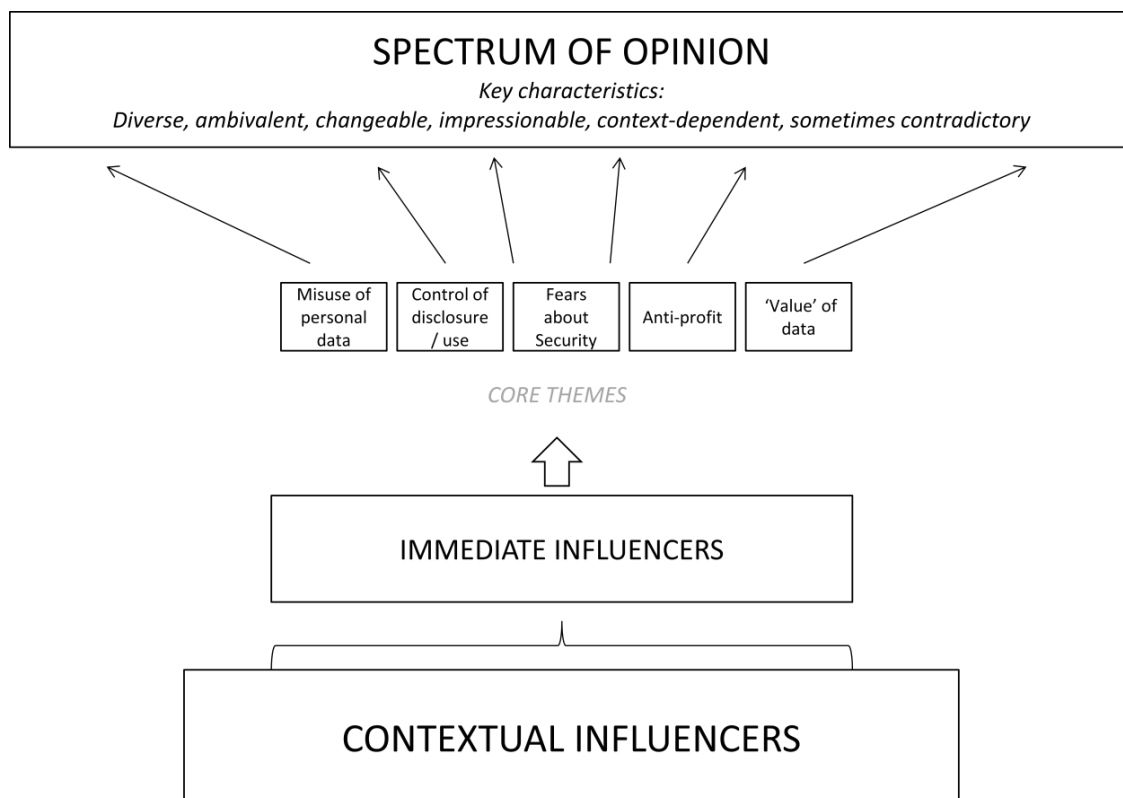 SPECTRUM OF OPINION
Key characteristics:
Diverse, ambivalent, changeable, impressionable, context-dependent, sometimes contradictory
Misuse of
personal
data
Control of
disclosure
/ use
Fears
about
Security
Anti-profit
‘Value’ of
data
CORE THEMES
IMMEDIATE INFLUENCERS
CONTEXTUAL INFLUENCERS